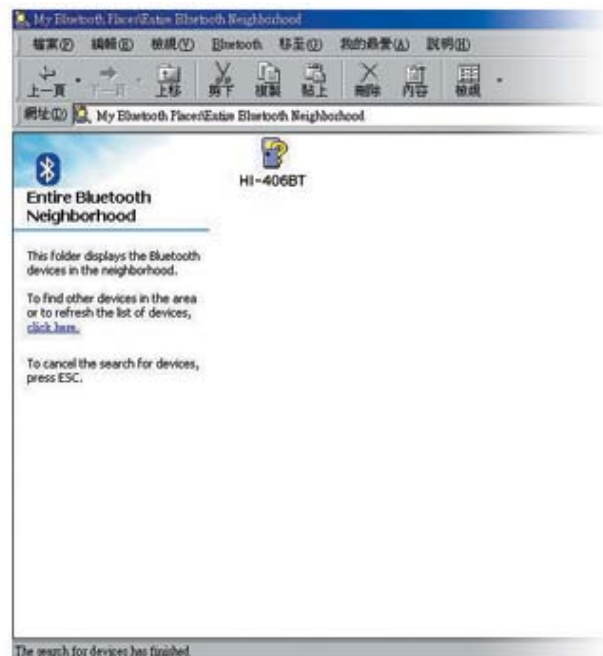 My Bluetooth Places\Entire Bluetooth Neighborhood
檔案(F) 編輯(E) 檢視(V) Bluetooth 移至(O) 我的最愛(A) 說明(H)
上一頁 下一頁 上移 剪下 複製 貼上 刪除 內容 檢視
網址(D) My Bluetooth Places\Entire Bluetooth Neighborhood
HI-406BT
Entire Bluetooth
Neighborhood
This folder displays the Bluetooth
devices in the neighborhood.
To find other devices in the area
or to refresh the list of devices,
click here.
To cancel the search for devices,
press ESC.
The search for devices has finished.